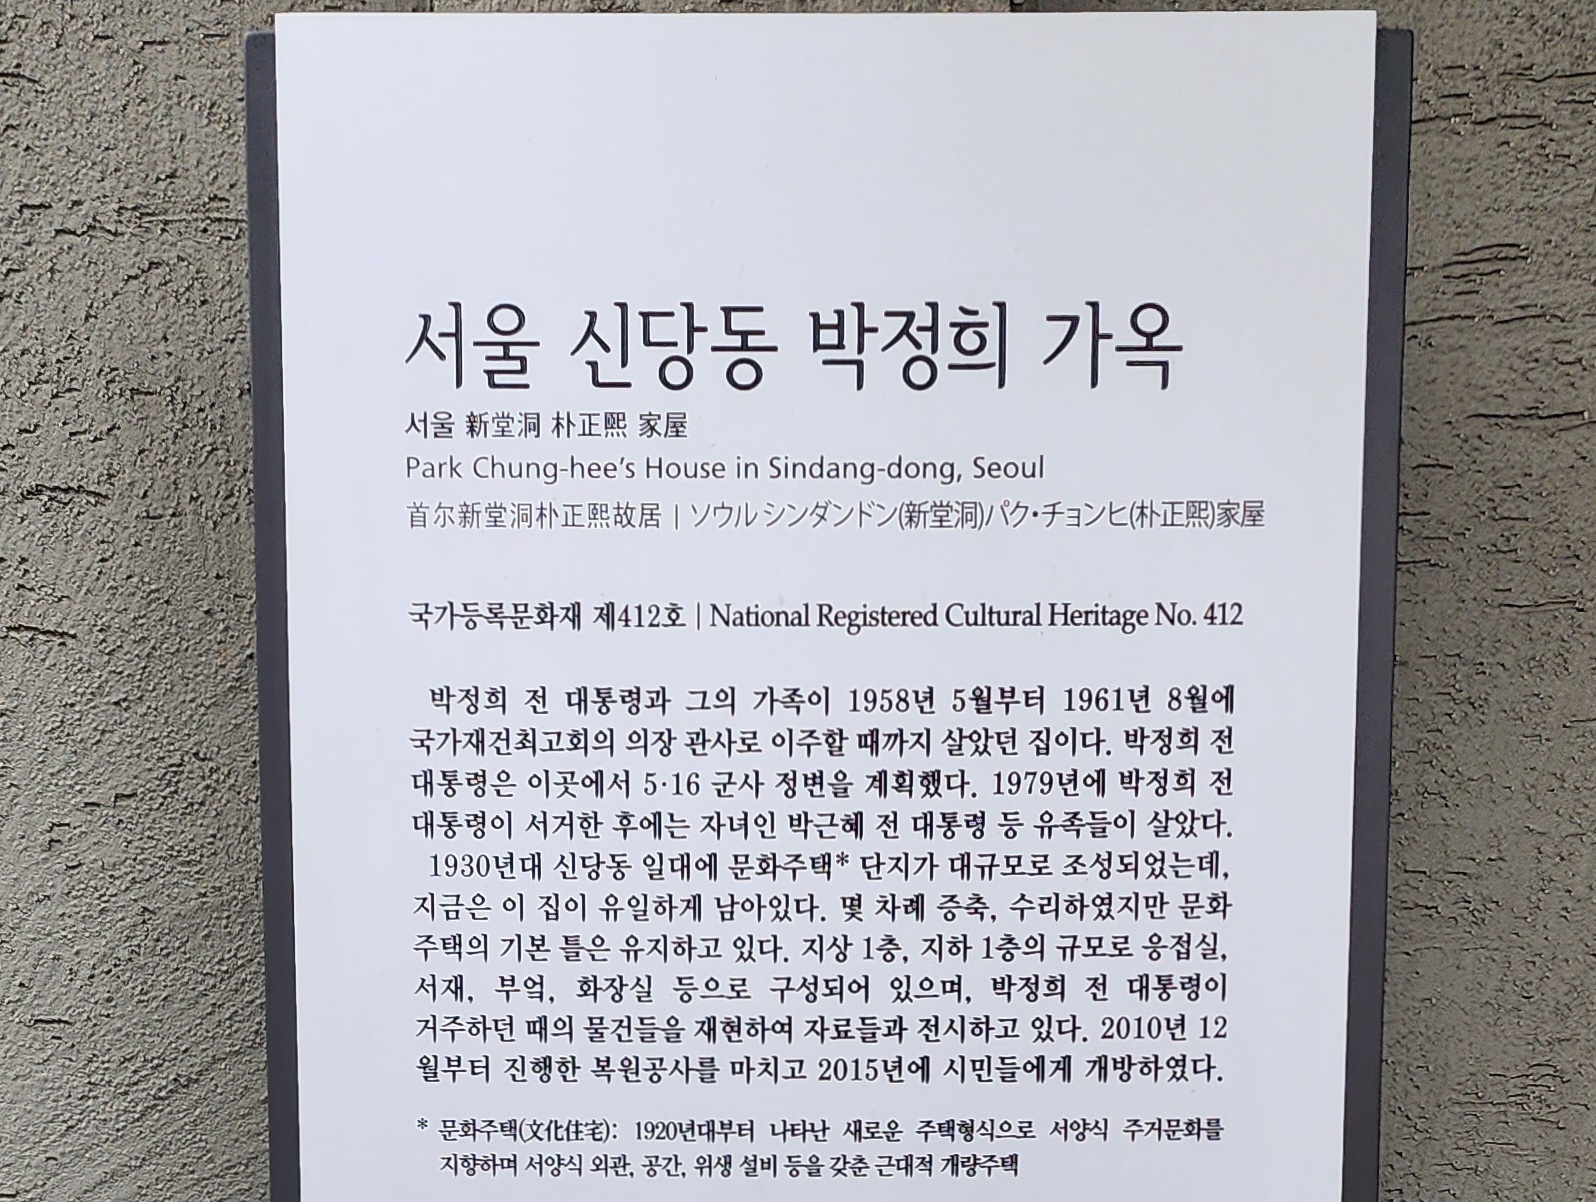 서울 신당동 박정희 가옥
서울 新堂洞 朴正熙 家屋
Park Chung-hee's House in Sindang-dong, Seoul
首尔新堂洞朴正熙故居 | ソウル シンダンドン(新堂洞)パク・チョンヒ(朴正熙)家屋
국가등록문화재 제412호 | National Registered Cultural Heritage No. 412
박정희 전 대통령과 그의 가족이 1958년 5월부터 1961년 8월에
국가재건최고회의 의장 관사로 이주할 때까지 살았던 집이다. 박정희 전
대통령은 이곳에서 5·16 군사 정변을 계획했다. 1979년에 박정희 전
대통령이 서거한 후에는 자녀인 박근혜 전 대통령 등 유족들이 살았다.
1930년대 신당동 일대에 문화주택* 단지가 대규모로 조성되었는데,
지금은 이 집이 유일하게 남아있다. 몇 차례 증축, 수리하였지만 문화
주택의 기본 틀은 유지하고 있다. 지상 1층, 지하 1층의 규모로 응접실,
서재, 부엌, 화장실 등으로 구성되어 있으며, 박정희 전 대통령이
거주하던 때의 물건들을 재현하여 자료들과 전시하고 있다. 2010년 12
월부터 진행한 복원공사를 마치고 2015년에 시민들에게 개방하였다.
* 문화주택(文化住宅): 1920년대부터 나타난 새로운 주택형식으로 서양식 주거문화를
지향하며 서양식 외관, 공간, 위생 설비 등을 갖춘 근대적 개량주택